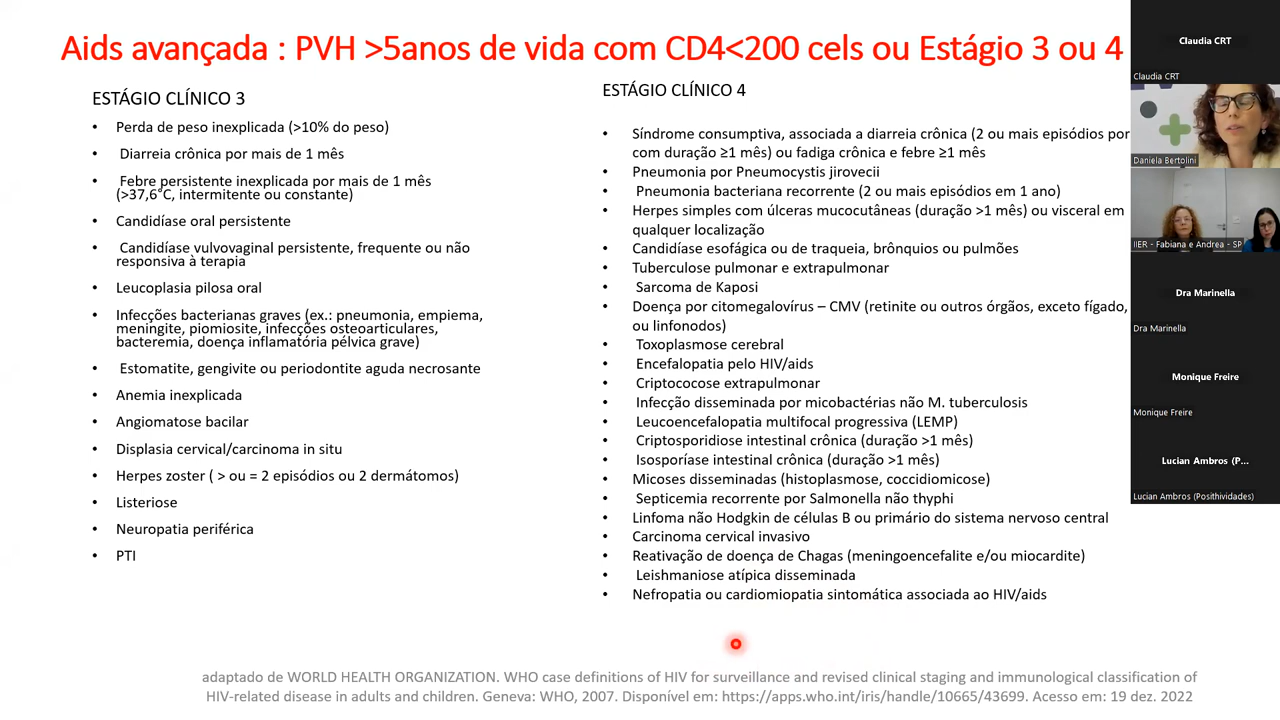 Aids avançada : PVH >5anos de vida com CD4<200 cels ou Estágio 3 ou 4
ESTÁGIO CLÍNICO 3
• Perda de peso inexplicada (>10% do peso)
• Diarreia crônica por mais de 1 mês
• Febre persistente inexplicada por mais de 1 mês
(>37,6°C, intermitente ou constante)
• Candidíase oral persistente
• Candidíase vulvovaginal persistente, frequente ou não
responsiva à terapia
• Leucoplasia pilosa oral
• Infecções bacterianas graves (ex.: pneumonia, empiema,
meningite, piomiosite, infecções osteoarticulares,
bacteremia, doença inflamatória pélvica grave)
• Estomatite, gengivite ou periodontite aguda necrosante
• Anemia inexplicada
• Angiomatose bacilar
• Displasia cervical/carcinoma in situ
• Herpes zoster ( > ou = 2 episódios ou 2 dermátomos)
• Listeriose
• Neuropatia periférica
• PTI
ESTÁGIO CLÍNICO 4
• Síndrome consumptiva, associada a diarreia crônica (2 ou mais episódios por
com duração ≥1 mês) ou fadiga crônica e febre ≥1 mês
• Pneumonia por Pneumocystis jirovecii
• Pneumonia bacteriana recorrente (2 ou mais episódios em 1 ano)
• Herpes simples com úlceras mucocutâneas (duração >1 mês) ou visceral em
qualquer localização
• Candidíase esofágica ou de traqueia, brônquios ou pulmões
• Tuberculose pulmonar e extrapulmonar
• Sarcoma de Kaposi
• Doença por citomegalovírus – CMV (retinite ou outros órgãos, exceto fígado,
ou linfonodos)
• Toxoplasmose cerebral
• Encefalopatia pelo HIV/aids
• Criptococose extrapulmonar
• Infecção disseminada por micobactérias não M. tuberculosis
• Leucoencefalopatia multifocal progressiva (LEMP)
• Criptosporidiose intestinal crônica (duração >1 mês)
• Isosporíase intestinal crônica (duração >1 mês)
• Micoses disseminadas (histoplasmose, coccidiomicose)
• Septicemia recorrente por Salmonella não thyphi
• Linfoma não Hodgkin de células B ou primário do sistema nervoso central
• Carcinoma cervical invasivo
• Reativação de doença de Chagas (meningoencefalite e/ou miocardite)
• Leishmaniose atípica disseminada
• Nefropatia ou cardiomiopatia sintomática associada ao HIV/aids
adaptado de WORLD HEALTH ORGANIZATION. WHO case definitions of HIV for surveillance and revised clinical staging and immunological classification of
HIV-related disease in adults and children. Geneva: WHO, 2007. Disponível em: https://apps.who.int/iris/handle/10665/43699. Acesso em: 19 dez. 2022
Claudia CRT
Claudia CRT
Daniela Bertolini
IIER - Fabiana e Andrea - SP
Dra Marinella
Dra Marinella
Monique Freire
Monique Freire
Lucian Ambros (P...
Lucian Ambros (Posithividades)